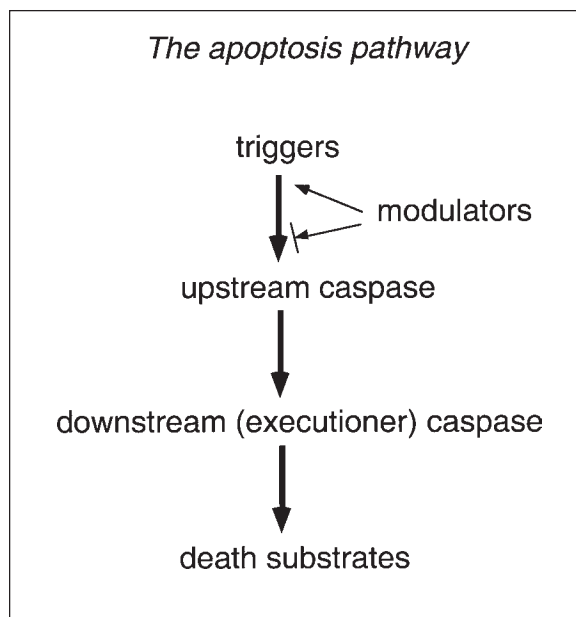 The apoptosis pathway
triggers
modulators
upstream caspase
downstream (executioner) caspase
death substrates